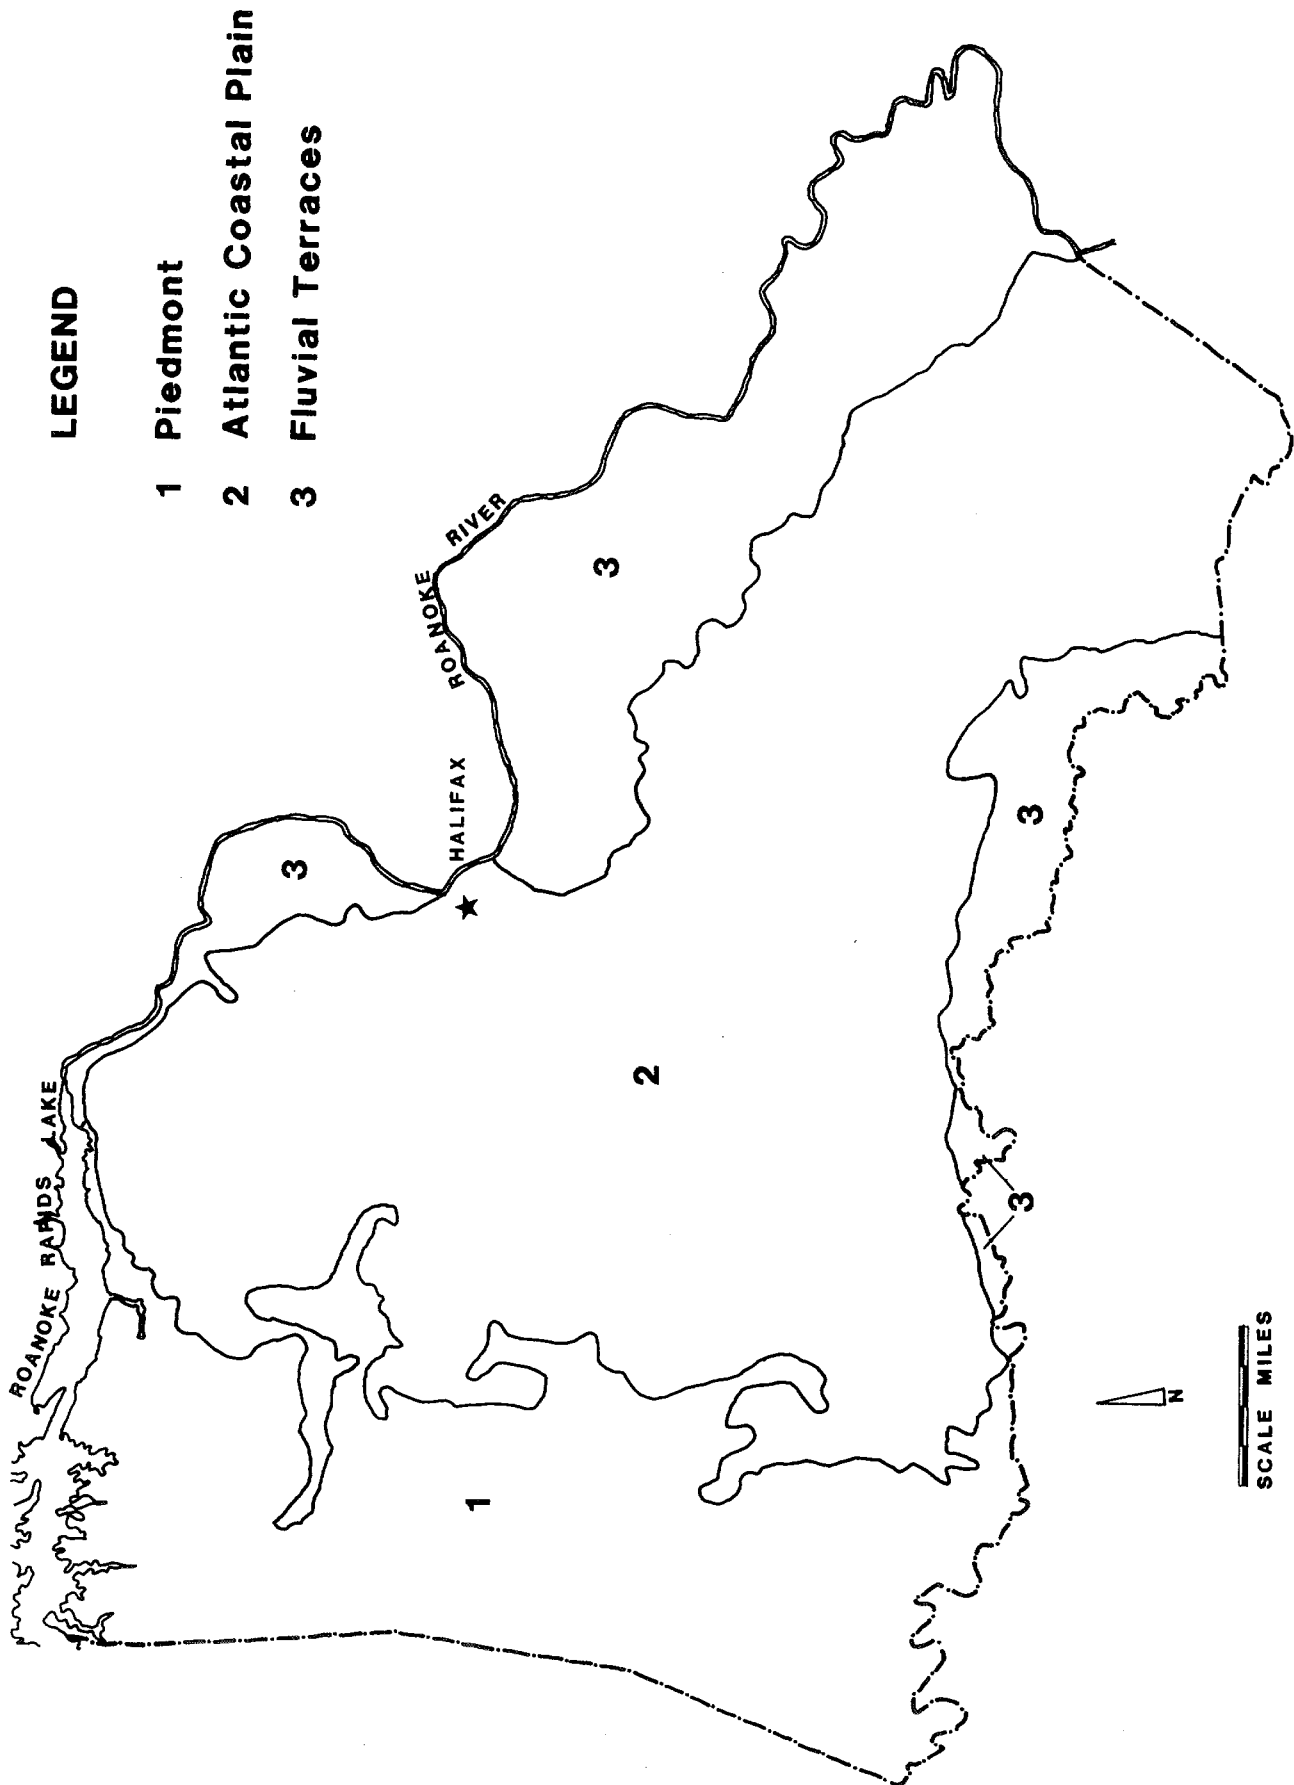 LEGEND
1 Piedmont
2 Atlantic Coastal Plain
3 Fluvial Terraces
ROANOKE RAPIDS LAKE
ROANOKE RIVER
HALIFAX
3
3
1
2
3
3
N
SCALE MILES